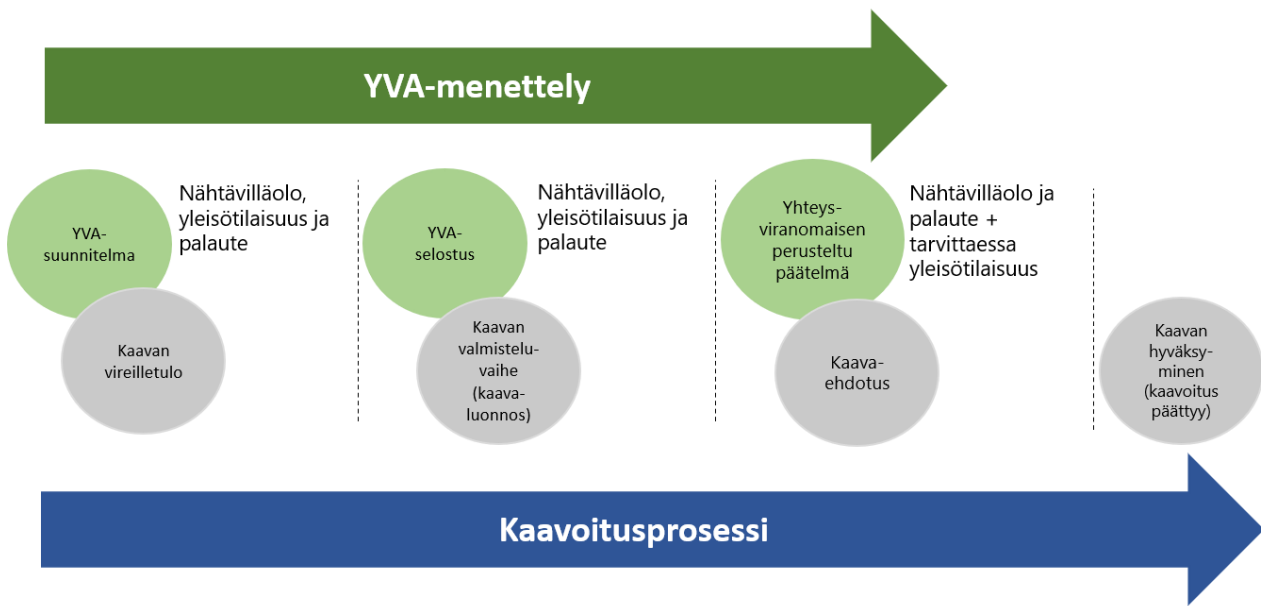 YVA-menettely
YVA-
suunnitelma
Nähtävilläolo,
yleisötilaisuus ja
palaute
Kaavan
vireilletulo
YVA-
selostus
Nähtävilläolo,
yleisötilaisuus ja
palaute
Kaavan
valmistelu-
vaihe
(kaava-
luonnos)
Yhteys-
viranomaisen
perusteltu
päätelmä
Nähtävilläolo ja
palaute +
tarvittaessa
yleisötilaisuus
Kaava-
ehdotus
Kaavan
hyväksy-
minen
(kaavoitus
päättyy)
Kaavoitusprosessi